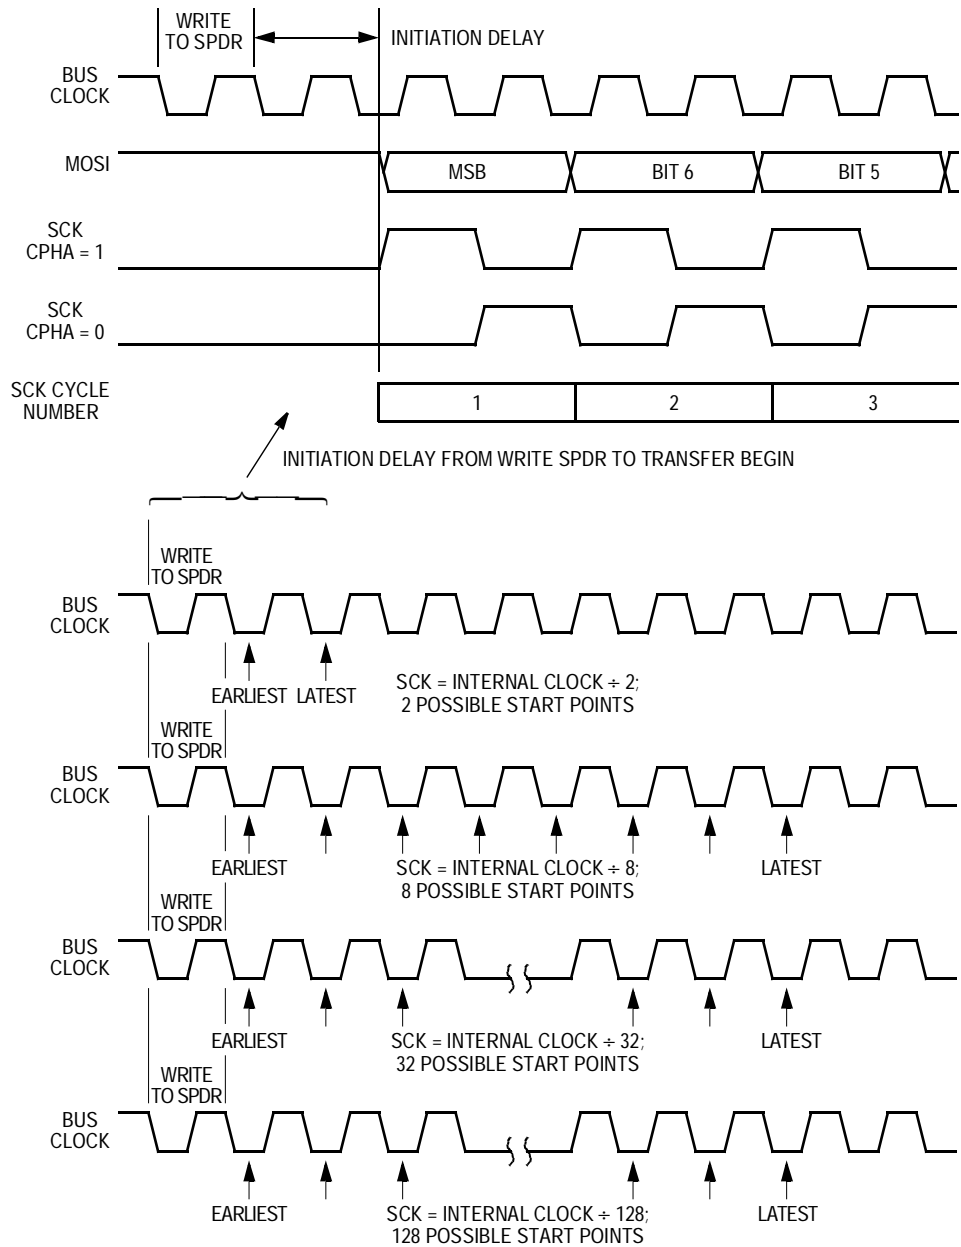 WRITE
TO SPDR
INITIATION DELAY
BUS
CLOCK
MOSI
MSB
BIT 6
BIT 5
SCK
CPHA = 1
SCK
CPHA = 0
SCK CYCLE
NUMBER
1
2
3
INITIATION DELAY FROM WRITE SPDR TO TRANSFER BEGIN
WRITE
TO SPDR
BUS
CLOCK
EARLIEST
LATEST
SCK = INTERNAL CLOCK ÷ 2;
2 POSSIBLE START POINTS
WRITE
TO SPDR
BUS
CLOCK
EARLIEST
SCK = INTERNAL CLOCK ÷ 8;
8 POSSIBLE START POINTS
LATEST
WRITE
TO SPDR
BUS
CLOCK
EARLIEST
SCK = INTERNAL CLOCK ÷ 32;
32 POSSIBLE START POINTS
LATEST
WRITE
TO SPDR
BUS
CLOCK
EARLIEST
SCK = INTERNAL CLOCK ÷ 128;
128 POSSIBLE START POINTS
LATEST